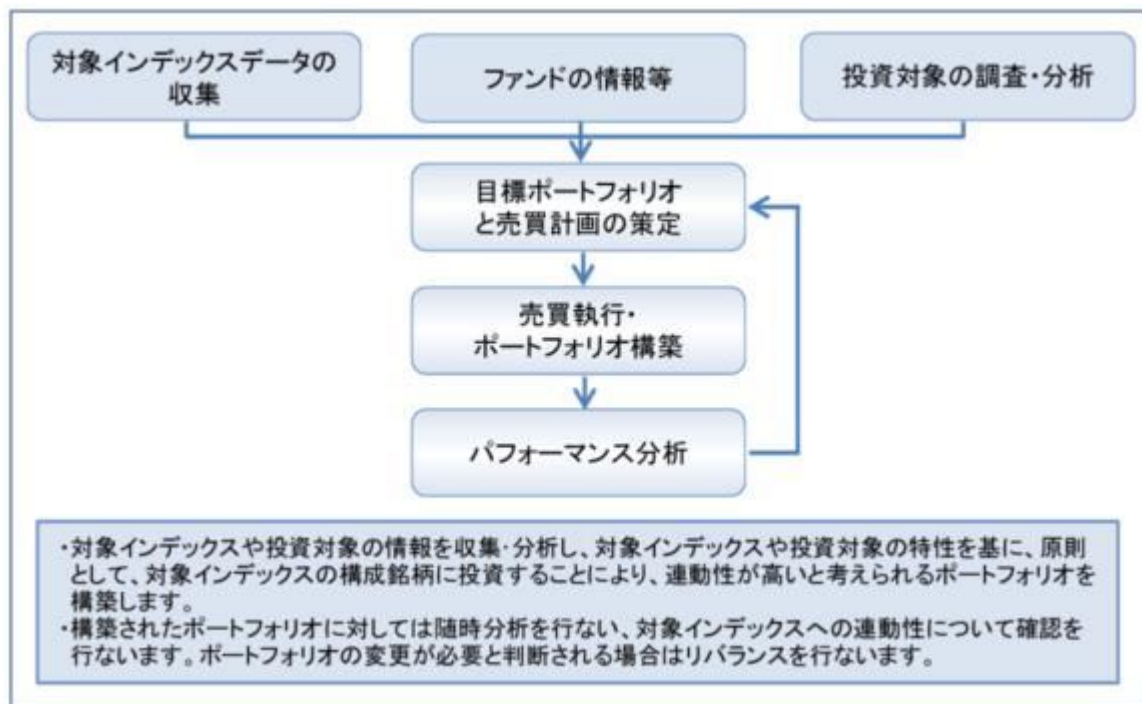 対象インデックスデータの
収集
ファンドの情報等
投資対象の調査・分析
目標ポートフォリオ
と売買計画の策定
売買執行・
ポートフォリオ構築
パフォーマンス分析
・対象インデックスや投資対象の情報を収集・分析し、対象インデックスや投資対象の特性を基に、原則
として、対象インデックスの構成銘柄に投資することにより、連動性が高いと考えられるポートフォリオを
構築します。
・構築されたポートフォリオに対しては随時分析を行ない、対象インデックスへの連動性について確認を
行ないます。ポートフォリオの変更が必要と判断される場合はリバランスを行ないます。